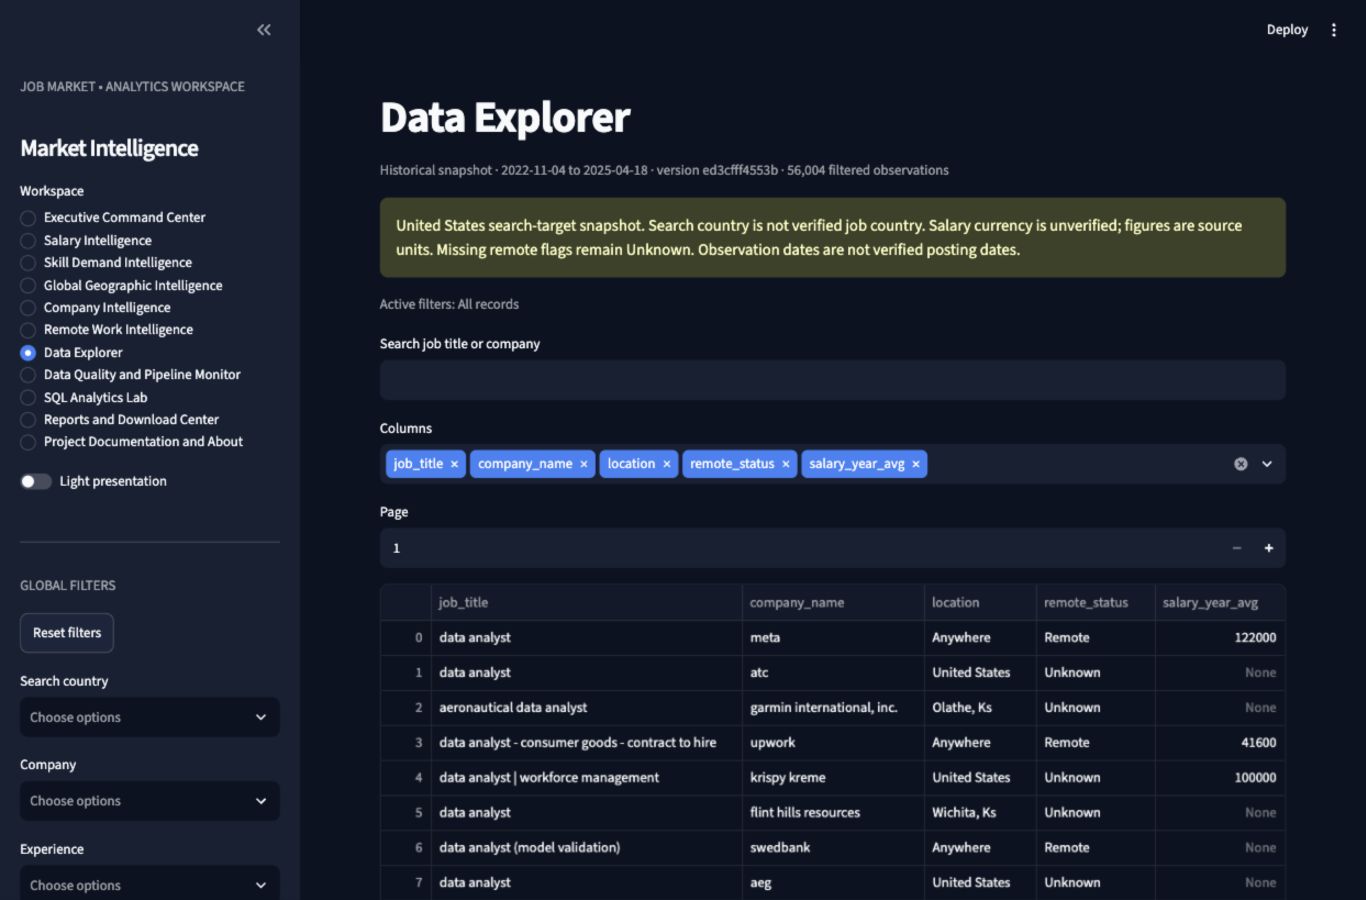 Deploy
JOB MARKET • ANALYTICS WORKSPACE
Market Intelligence
Workspace
Executive Command Center
Salary Intelligence
Skill Demand Intelligence
Global Geographic Intelligence
Company Intelligence
Remote Work Intelligence
Data Explorer
Data Quality and Pipeline Monitor
SQL Analytics Lab
Reports and Download Center
Project Documentation and About
Light presentation
GLOBAL FILTERS
Reset filters
Search country
Choose options
Company
Choose options
Experience
Choose options
Data Explorer
Historical snapshot · 2022-11-04 to 2025-04-18 · version ed3cfff4553b · 56,004 filtered observations
United States search-target snapshot. Search country is not verified job country. Salary currency is unverified; figures are source
units. Missing remote flags remain Unknown. Observation dates are not verified posting dates.
Active filters: All records
Search job title or company
Columns
job_title × company_name × location × remote_status × salary_year_avg ×
Page
1
job_title company_name location remote_status salary_year_avg
0 data analyst meta Anywhere Remote 122000
1 data analyst atc United States Unknown None
2 aeronautical data analyst garmin international, inc. Olathe, Ks Unknown None
3 data analyst - consumer goods - contract to hire upwork Anywhere Remote 41600
4 data analyst | workforce management krispy kreme United States Unknown 100000
5 data analyst flint hills resources Wichita, Ks Unknown None
6 data analyst (model validation) swedbank Anywhere Remote None
7 data analyst aeg United States Unknown None